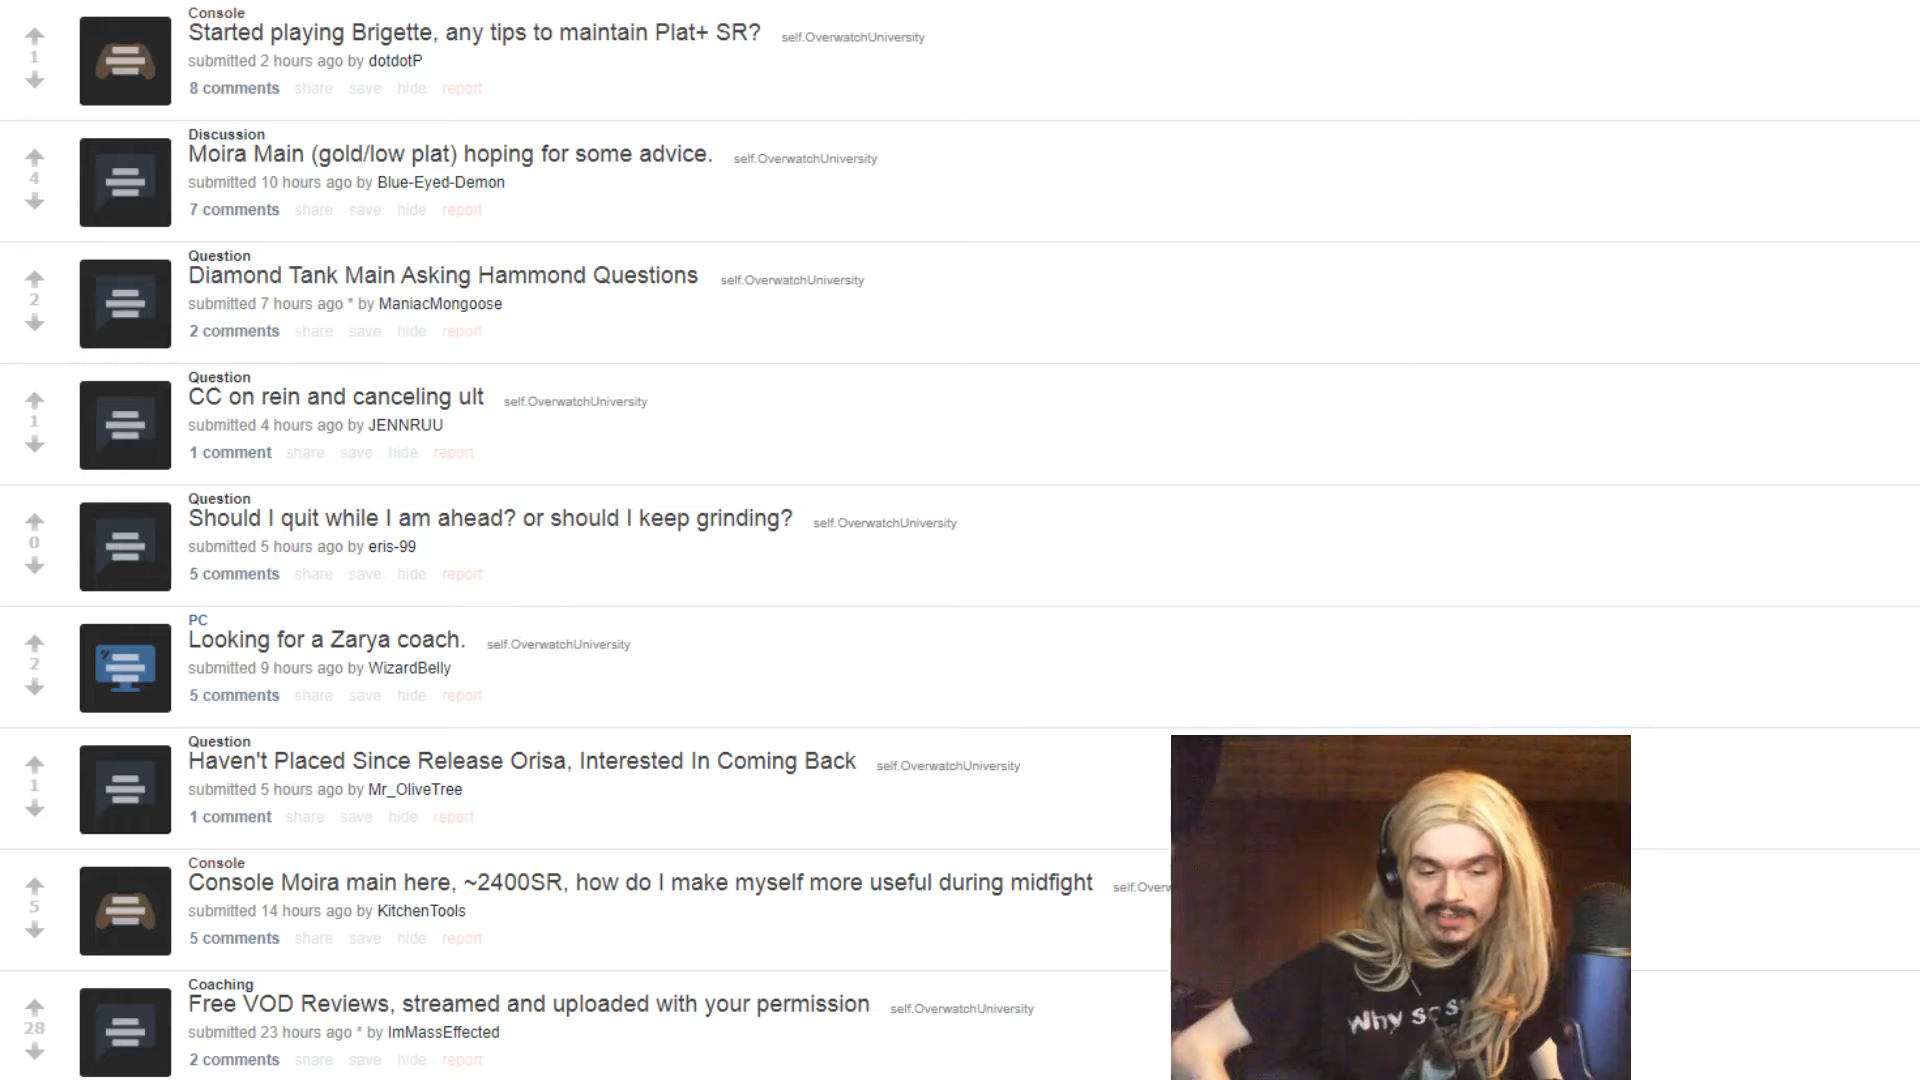 Console
Started playing Brigette, any tips to maintain Plat+ SR? self.OverwatchUniversity
1
submitted 2 hours ago by dotdotP
8 comments share save hide report
Discussion
Moira Main (gold/low plat) hoping for some advice. self.OverwatchUniversity
4
submitted 10 hours ago by Blue-Eyed-Demon
7 comments share save hide report
Question
Diamond Tank Main Asking Hammond Questions self.OverwatchUniversity
2
submitted 7 hours ago * by ManiacMongoose
2 comments share save hide report
Question
CC on rein and canceling ult self.OverwatchUniversity
1
submitted 4 hours ago by JENNRUU
1 comment share save hide report
Question
Should I quit while I am ahead? or should I keep grinding? self.OverwatchUniversity
0
submitted 5 hours ago by eris-99
5 comments share save hide report
PC
Looking for a Zarya coach. self.OverwatchUniversity
2
submitted 9 hours ago by WizardBelly
5 comments share save hide report
Question
Haven't Placed Since Release Orisa, Interested In Coming Back self.OverwatchUniversity
1
submitted 5 hours ago by Mr_OliveTree
1 comment share save hide report
Console
Console Moira main here, ~2400SR, how do I make myself more useful during midfight self.Overw
5
submitted 14 hours ago by KitchenTools
5 comments share save hide report
Coaching
Free VOD Reviews, streamed and uploaded with your permission self.OverwatchUniversity
28
submitted 23 hours ago * by ImMassEffected
2 comments share save hide report
Why so s